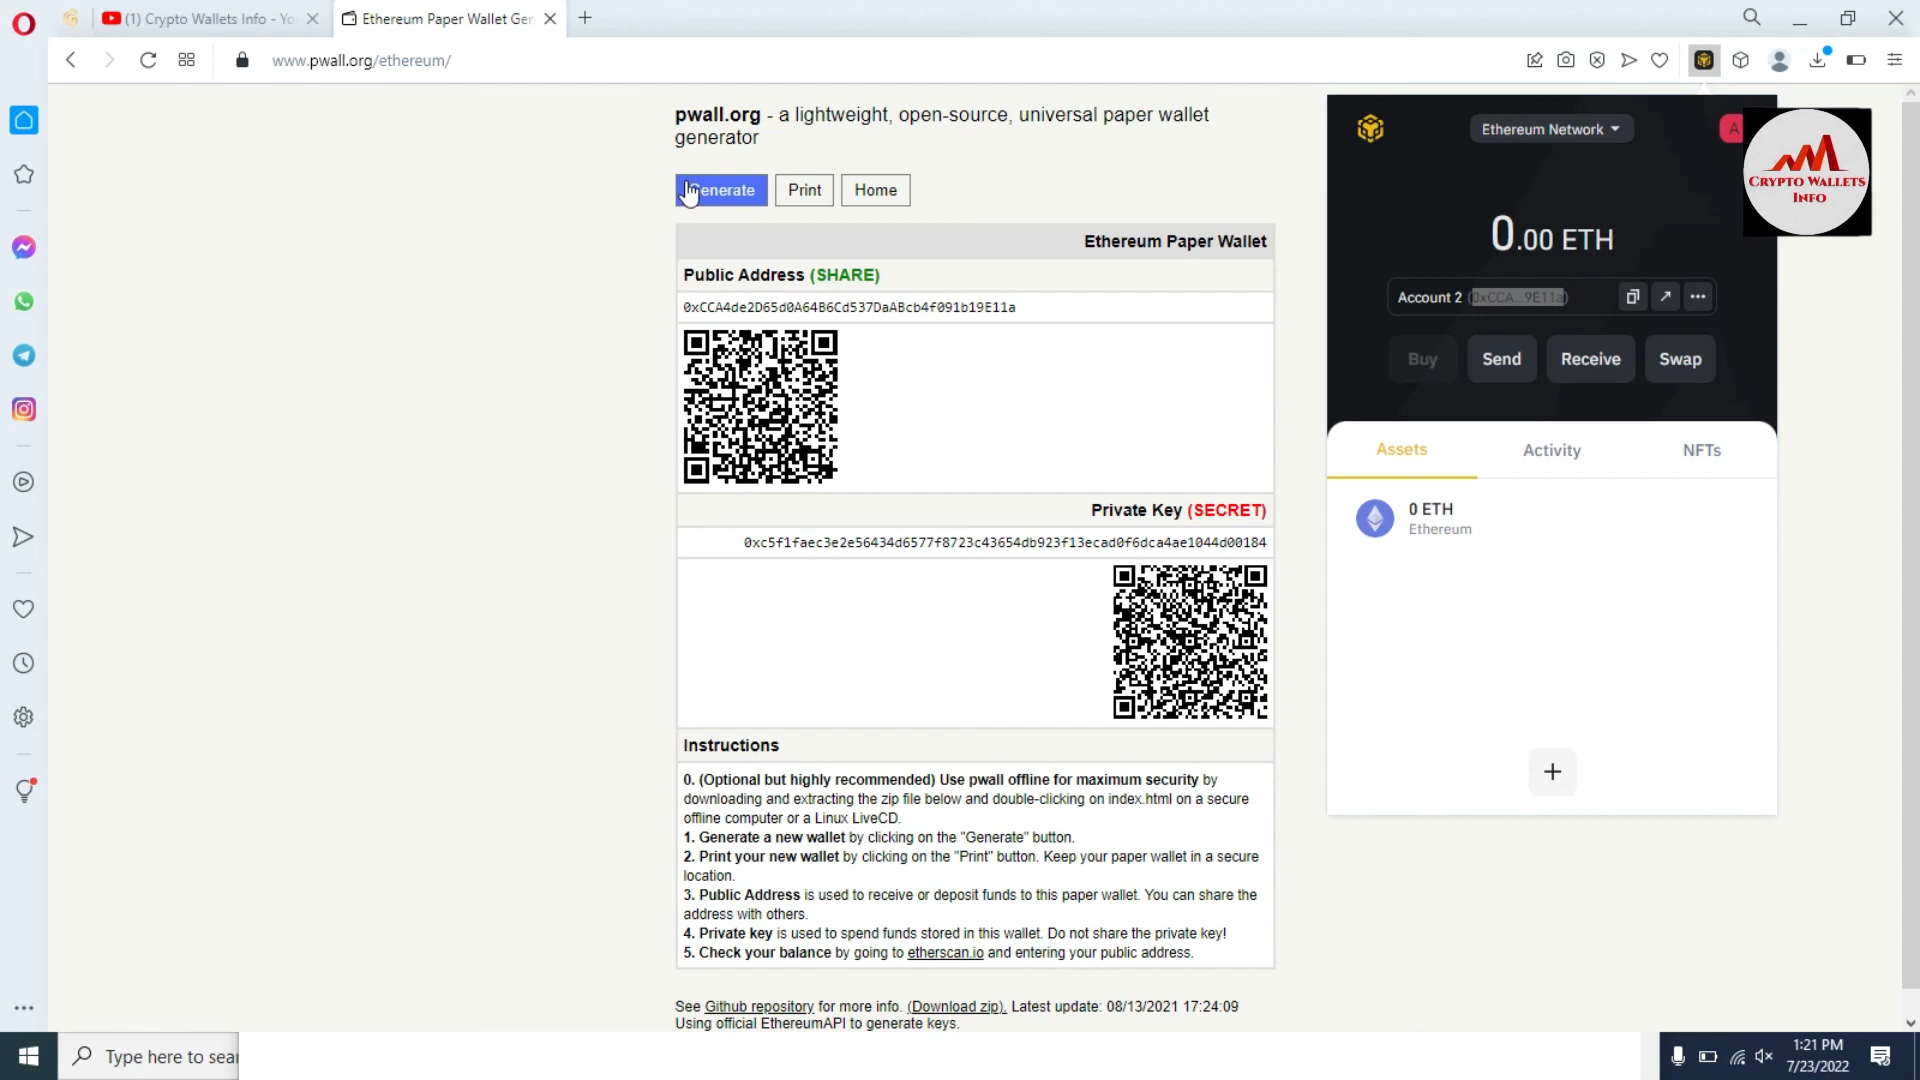 (1) Crypto Wallets Info - Yo
Ethereum Paper Wallet Gen
www.pwall.org/ethereum/
pwall.org - a lightweight, open-source, universal paper wallet
generator
Generate
Print
Home
Ethereum Paper Wallet
Public Address (SHARE)
0xCCA4de2D65d0A64B6Cd537DaABcb4f091b19E11a
Private Key (SECRET)
0xc5f1faec3e2e56434d6577f8723c43654db923f13ecad0f6dca4ae1044d00184
Instructions
0. (Optional but highly recommended) Use pwall offline for maximum security by
downloading and extracting the zip file below and double-clicking on index.html on a secure
offline computer or a Linux LiveCD.
1. Generate a new wallet by clicking on the "Generate" button.
2. Print your new wallet by clicking on the "Print" button. Keep your paper wallet in a secure
location.
3. Public Address is used to receive or deposit funds to this paper wallet. You can share the
address with others.
4. Private key is used to spend funds stored in this wallet. Do not share the private key!
5. Check your balance by going to etherscan.io and entering your public address.
See Github repository for more info. (Download zip). Latest update: 08/13/2021 17:24:09
Using official EthereumAPI to generate keys.
Ethereum Network
A
CRYPTO WALLETS
INFO
0.00 ETH
Account 2 (0xCCA...9E11a)
Buy
Send
Receive
Swap
Assets
Activity
NFTs
0 ETH
Ethereum
Type here to sear
1:21 PM
7/23/2022